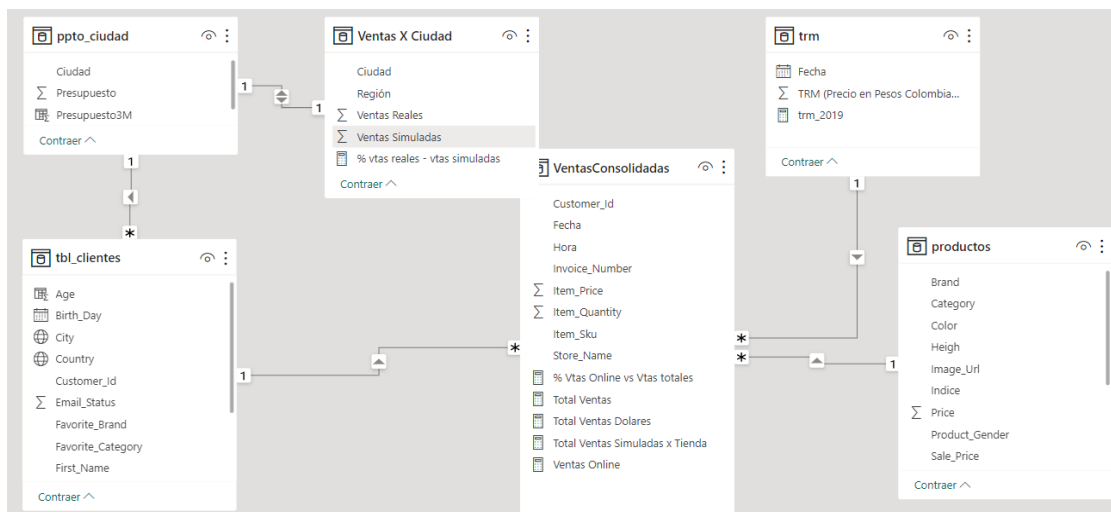 ppto_ciudad
Ciudad
Presupuesto
Presupuesto3M
Contraer
Ventas X Ciudad
Ciudad
Región
Ventas Reales
Ventas Simuladas
% vtas reales - vtas simuladas
Contraer
trm
Fecha
TRM (Precio en Pesos Colombia...
trm_2019
Contraer
1
1
1
*
tbl_clientes
Age
Birth_Day
City
Country
Customer_Id
Email_Status
Favorite_Brand
Favorite_Category
First_Name
Contraer
1
*
VentasConsolidadas
Customer_Id
Fecha
Hora
Invoice_Number
Item_Price
Item_Quantity
Item_Sku
Store_Name
% Vtas Online vs Vtas totales
Total Ventas
Total Ventas Dolares
Total Ventas Simuladas x Tienda
Ventas Online
1
*
*
1
productos
Brand
Category
Color
Heigh
Image_Url
Indice
Price
Product_Gender
Sale_Price
Contraer